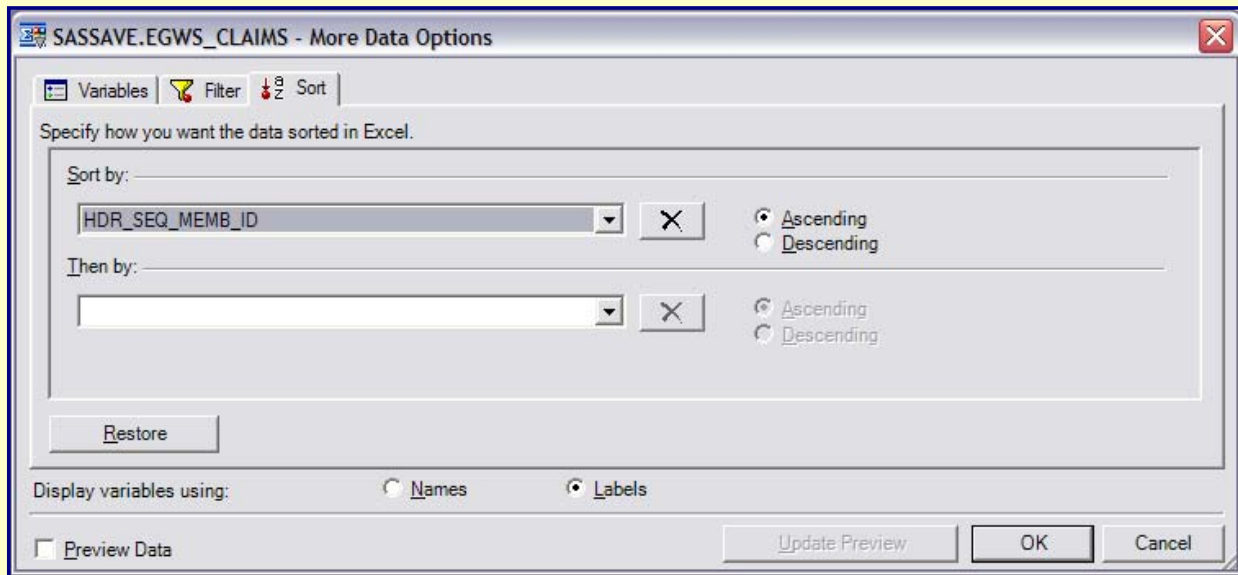 SASSAVE.EGWS_CLAIMS - More Data Options
Variables Filter Sort
Specify how you want the data sorted in Excel.
Sort by:
HDR_SEQ_MEMB_ID
Ascending
Descending
Then by:
Ascending
Descending
Restore
Display variables using: Names Labels
Preview Data Update Preview OK Cancel